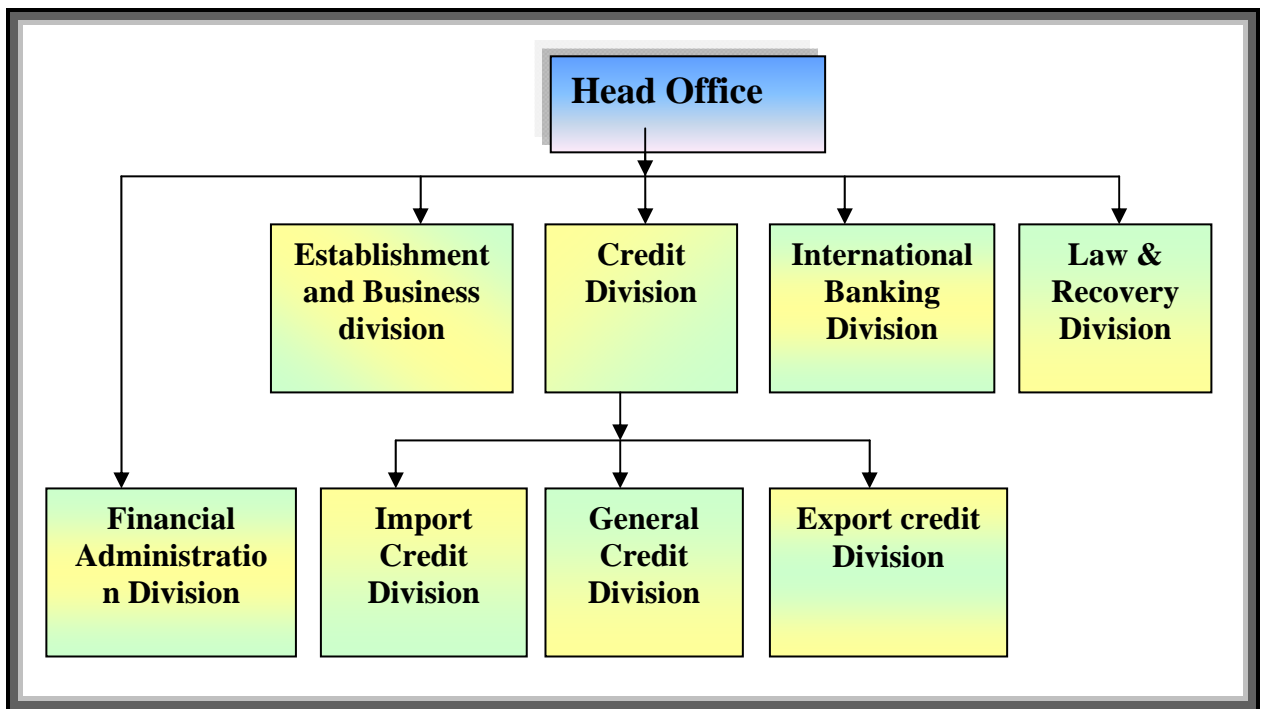 Head Office
Establishment
and Business
division
Credit
Division
International
Banking
Division
Law &
Recovery
Division
Financial
Administratio
n Division
Import
Credit
Division
General
Credit
Division
Export credit
Division